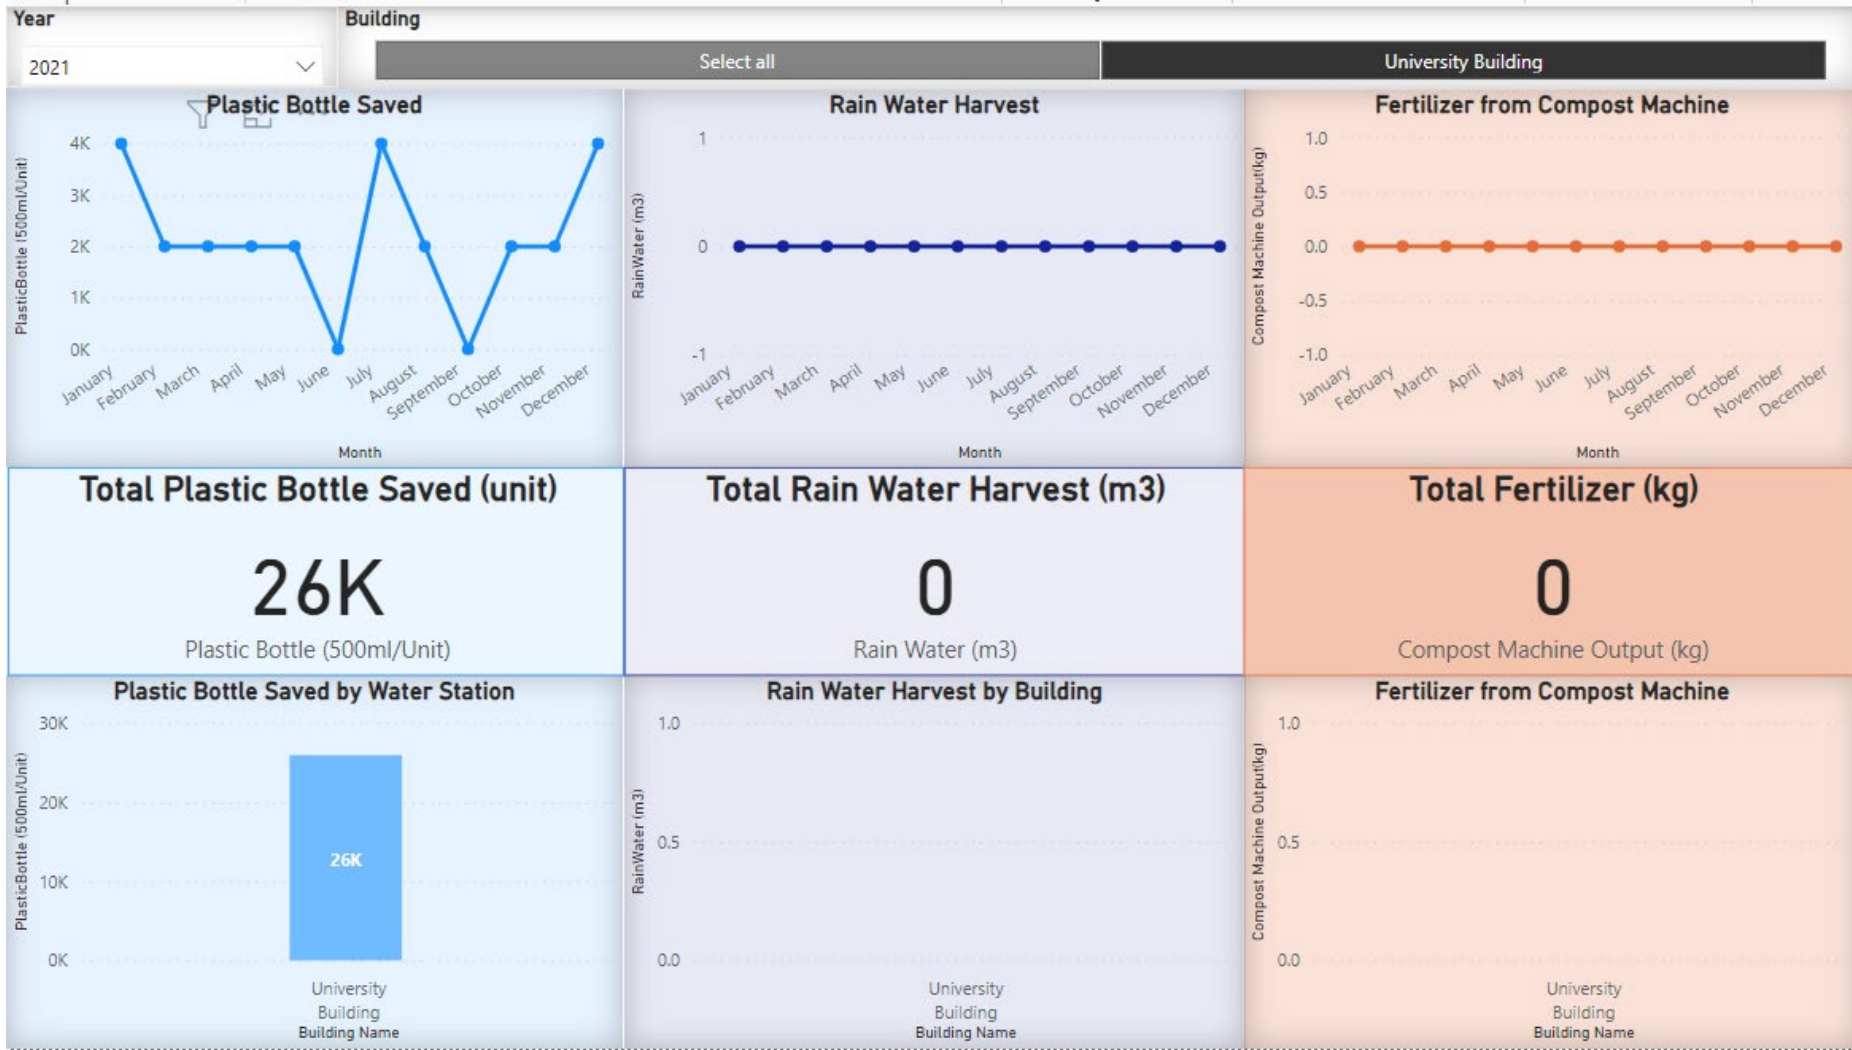 Year
Building
2021
Select all
University Building
Plastic Bottle Saved
PlasticBottle (500ml/Unit)
4K
3K
2K
1K
0K
January
February
March
April
May
June
July
August
September
October
November
December
Month
Rain Water Harvest
RainWater (m3)
1
0
-1
January
February
March
April
May
June
July
August
September
October
November
December
Month
Fertilizer from Compost Machine
Compost Machine Output(kg)
1.0
0.5
0.0
-0.5
-1.0
January
February
March
April
May
June
July
August
September
October
November
December
Month
Total Plastic Bottle Saved (unit)
26K
Plastic Bottle (500ml/Unit)
Total Rain Water Harvest (m3)
0
Rain Water (m3)
Total Fertilizer (kg)
0
Compost Machine Output (kg)
Plastic Bottle Saved by Water Station
PlasticBottle (500ml/Unit)
30K
20K
10K
0K
26K
University
Building
Building Name
Rain Water Harvest by Building
RainWater (m3)
1.0
0.5
0.0
University
Building
Building Name
Fertilizer from Compost Machine
Compost Machine Output(kg)
1.0
0.5
0.0
University
Building
Building Name